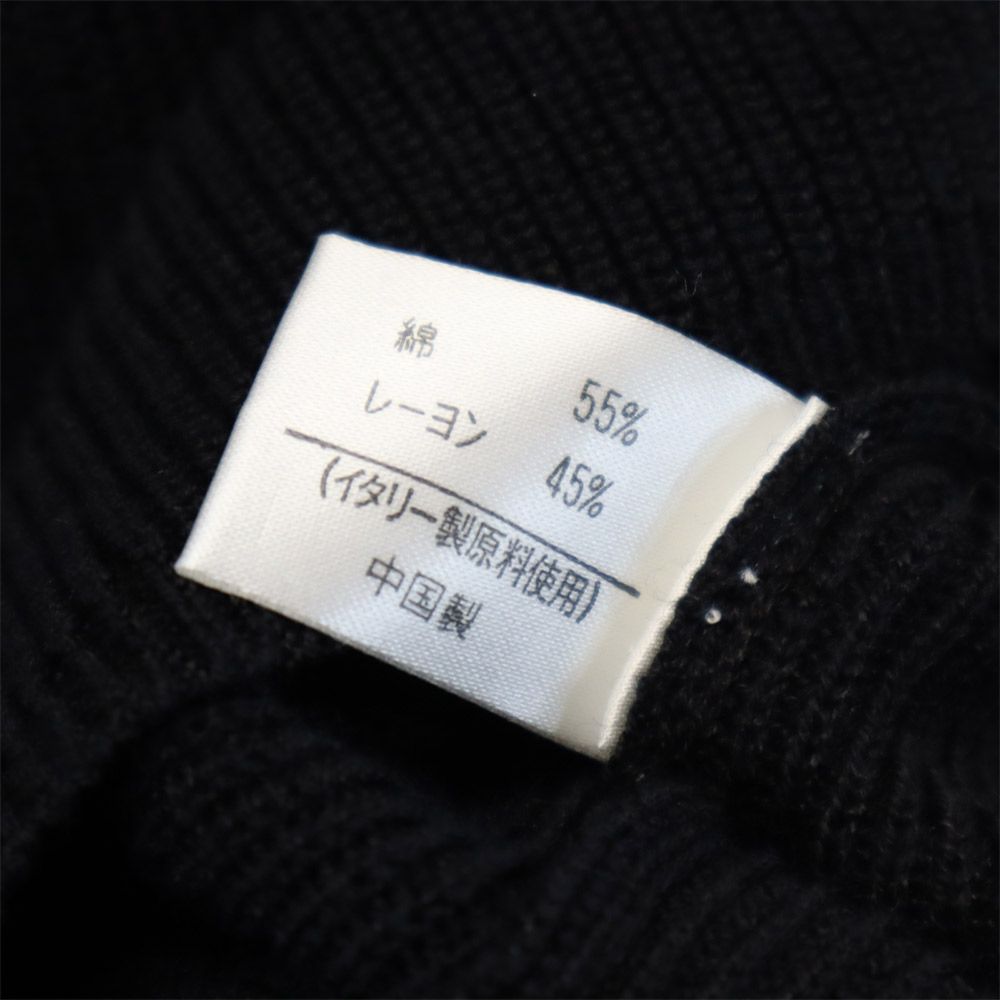 綿 55%
レーヨン 45%
(イタリー製原料使用)
中国製